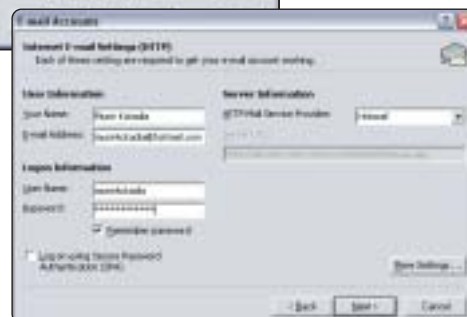 E-mail Accounts
Internet E-mail Settings (HTTP)
Each of these settings are required to get your e-mail account working.
User Information
Your Name:
E-mail Address:
Logon Information
User Name:
Password:
Remember password
Log on using Secure Password
Authentication (SPA)
Server Information
HTTP Mail Service Provider:
Hotmail
More Settings...
< Back
Next >
Cancel